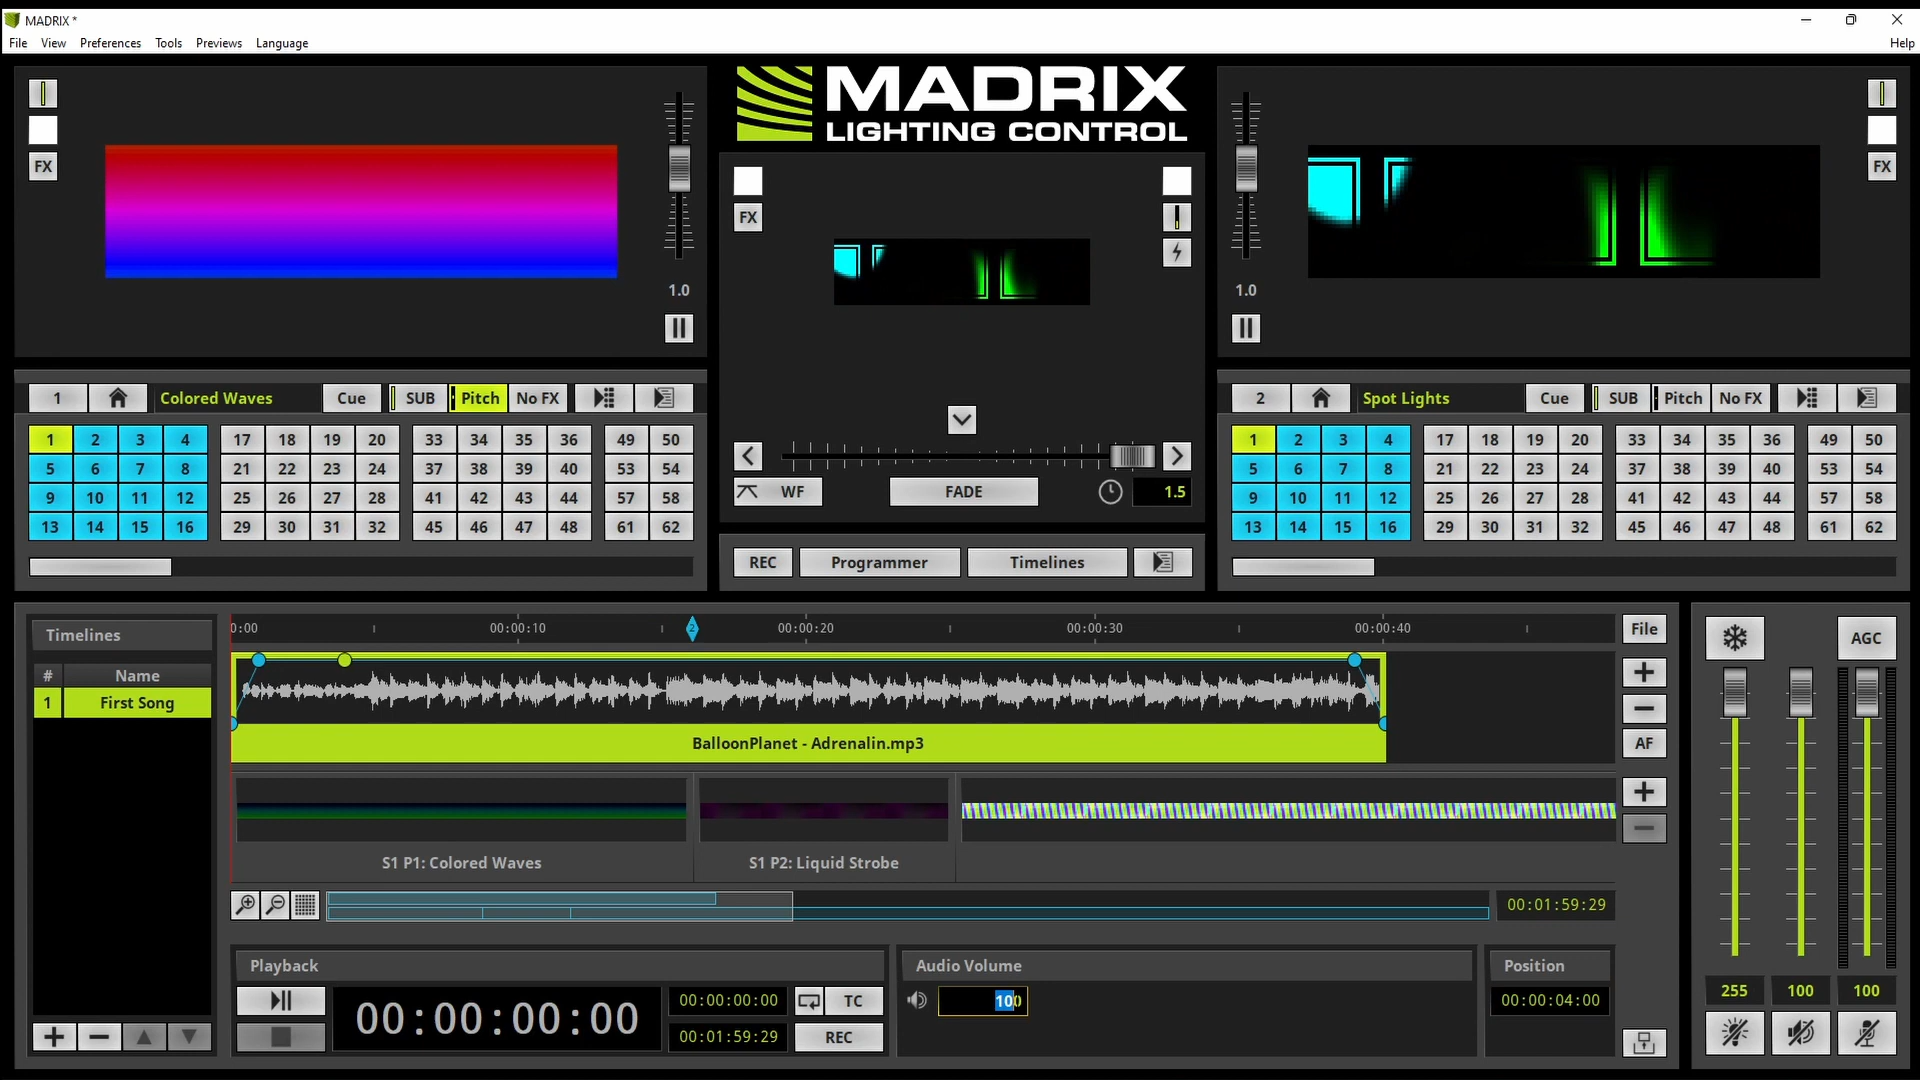 MADRIX *
File View Preferences Tools Previews Language Help
FX
1.0
MADRIX
LIGHTING CONTROL
FX
FX
1.0
1 Colored Waves Cue SUB Pitch No FX
1 2 3 4 17 18 19 20 33 34 35 36 49 50
5 6 7 8 21 22 23 24 37 38 39 40 53 54
9 10 11 12 25 26 27 28 41 42 43 44 57 58
13 14 15 16 29 30 31 32 45 46 47 48 61 62
WF FADE 1.5
REC Programmer Timelines
2 Spot Lights Cue SUB Pitch No FX
1 2 3 4 17 18 19 20 33 34 35 36 49 50
5 6 7 8 21 22 23 24 37 38 39 40 53 54
9 10 11 12 25 26 27 28 41 42 43 44 57 58
13 14 15 16 29 30 31 32 45 46 47 48 61 62
Timelines
# Name
1 First Song
0:00 00:00:10 2 00:00:20 00:00:30 00:00:40
File
BalloonPlanet - Adrenalin.mp3
AF
S1 P1: Colored Waves S1 P2: Liquid Strobe
00:01:59:29
Playback
00:00:00:00
00:00:00:00 TC
00:01:59:29 REC
Audio Volume
100
Position
00:00:04:00
AGC
255 100 100